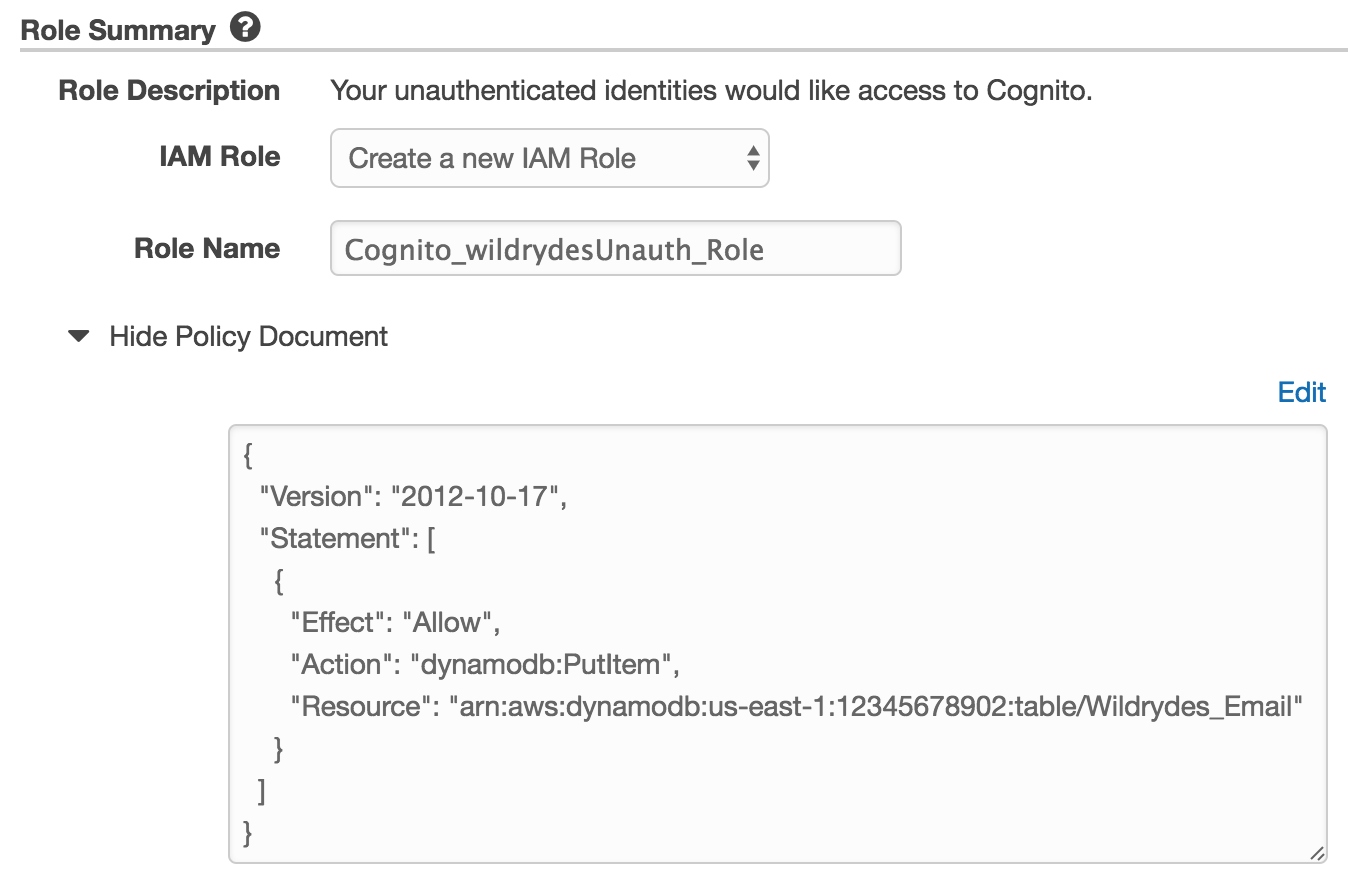 Role Summary ?
Role Description Your unauthenticated identities would like access to Cognito.
IAM Role Create a new IAM Role
Role Name Cognito_wildrydesUnauth_Role
Hide Policy Document
Edit
{
"Version": "2012-10-17",
"Statement": [
{
"Effect": "Allow",
"Action": "dynamodb:PutItem",
"Resource": "arn:aws:dynamodb:us-east-1:12345678902:table/Wildrydes_Email"
}
]
}